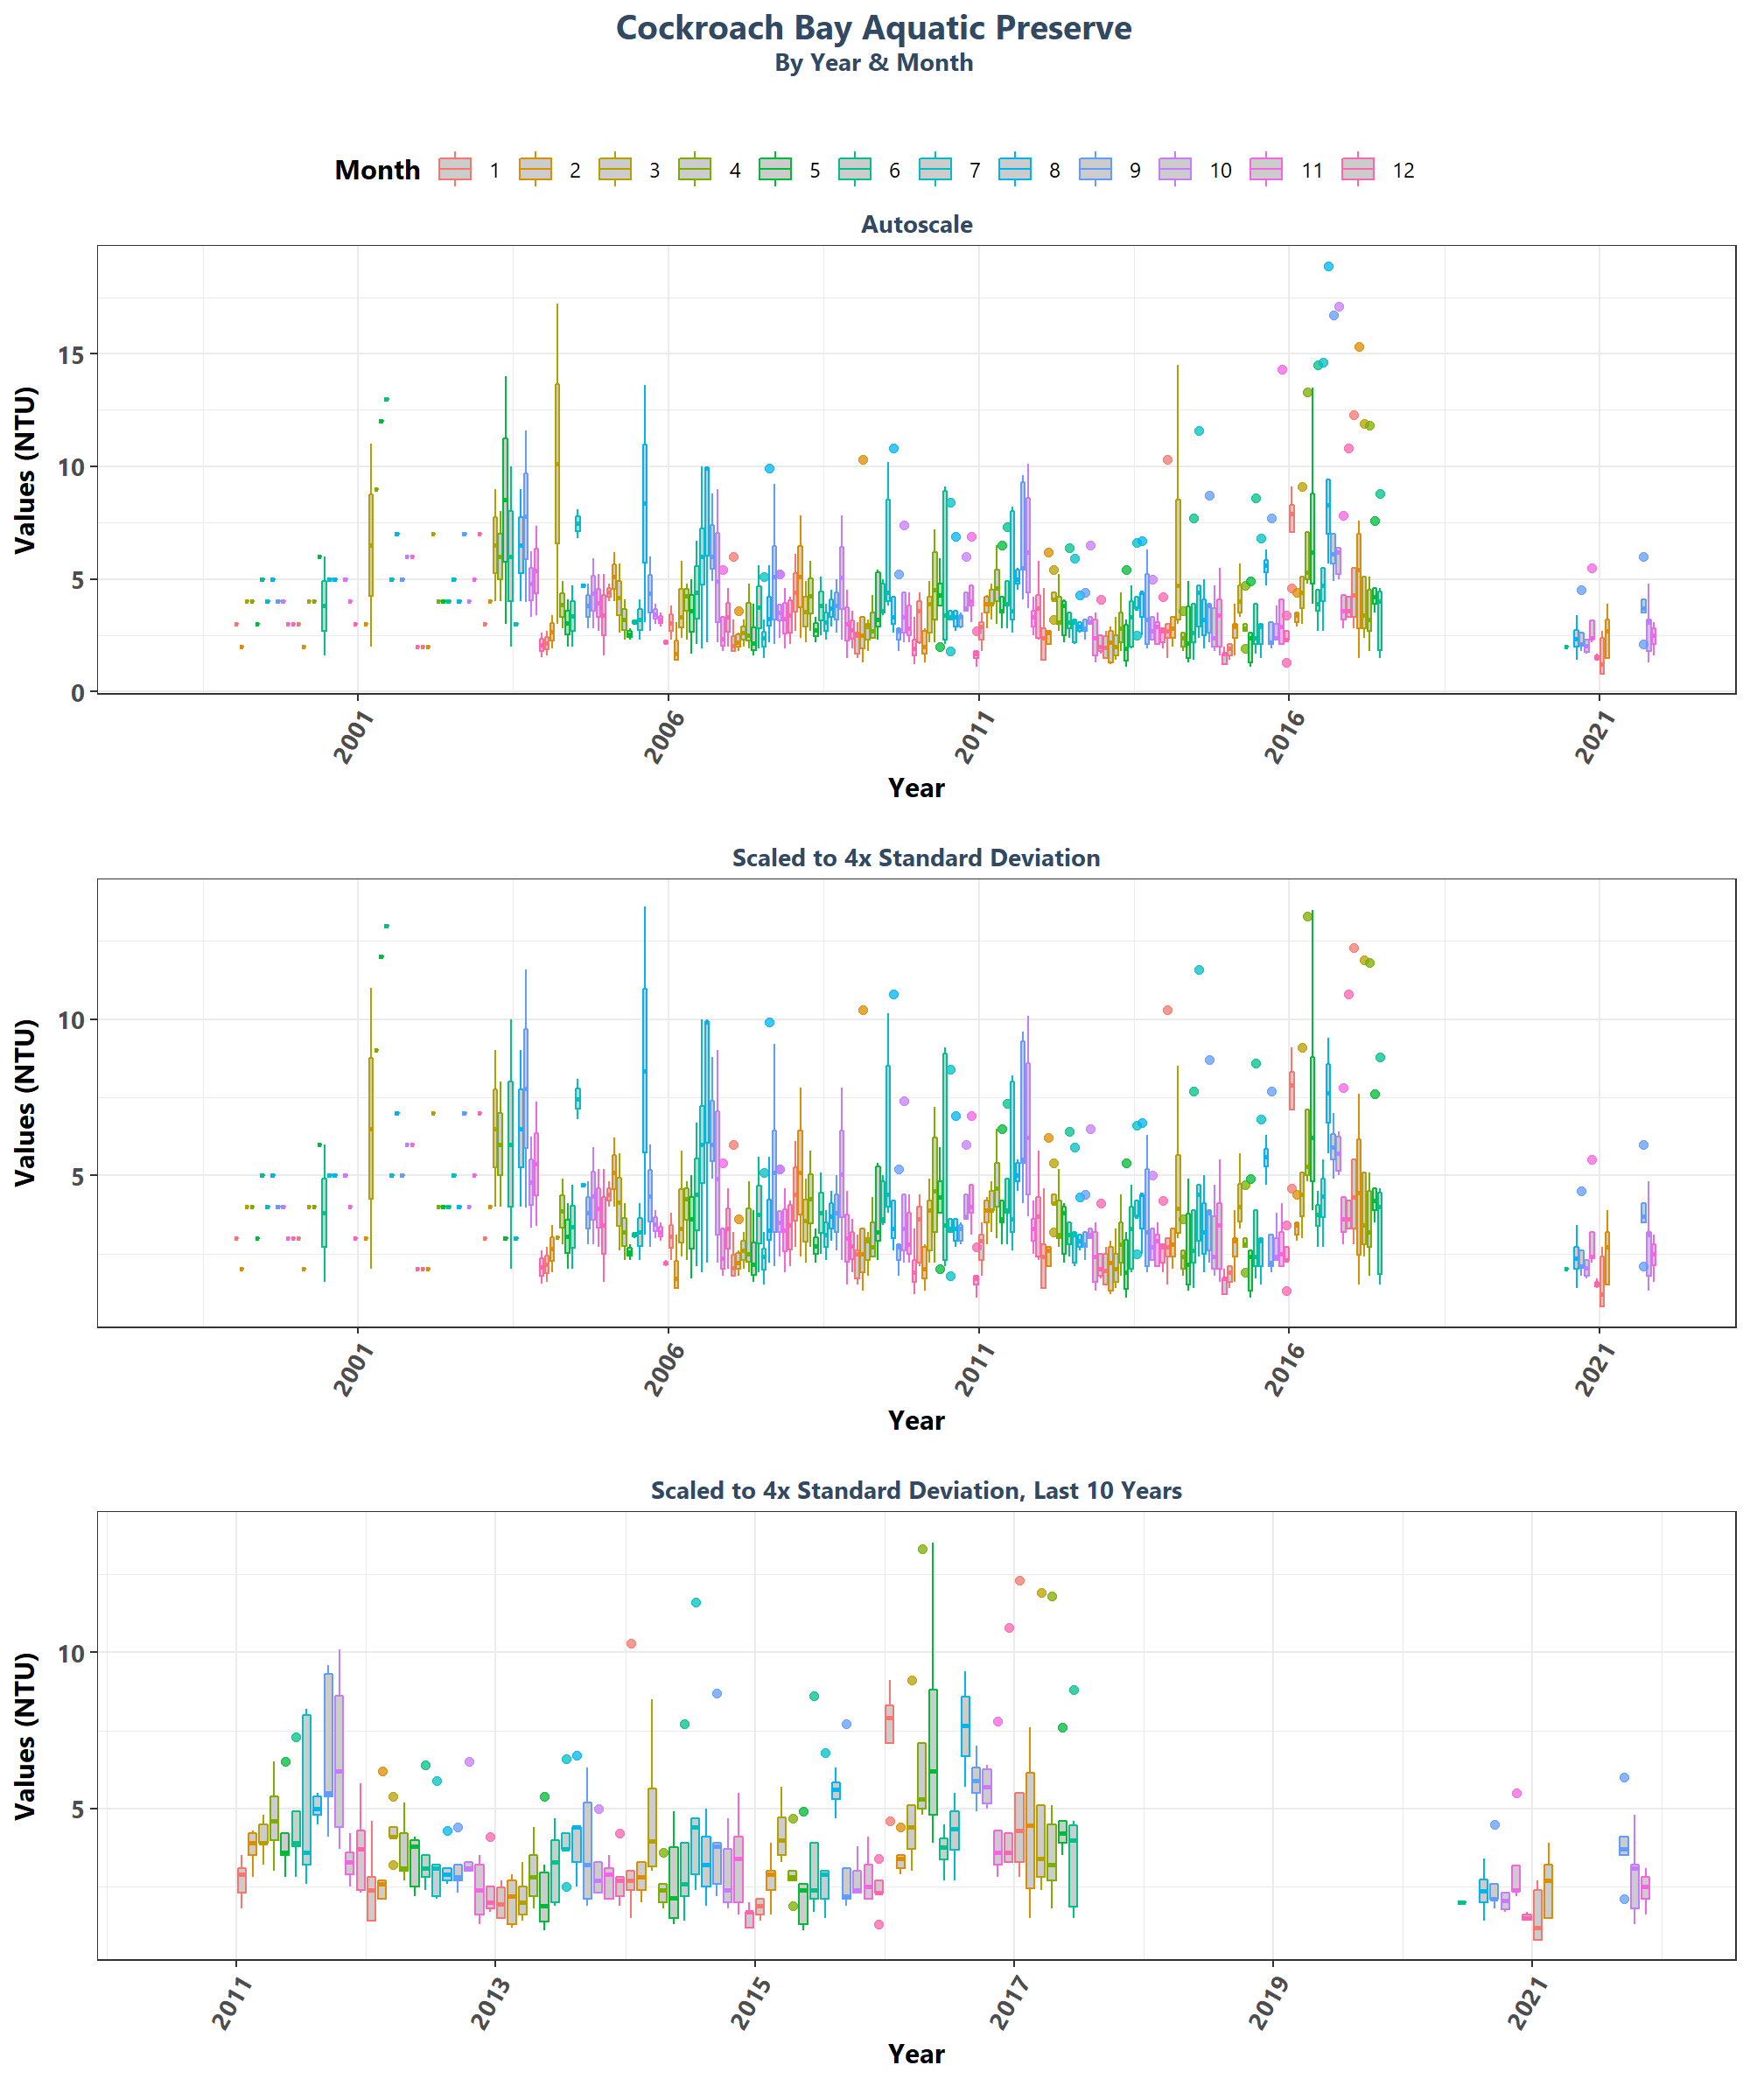 Cockroach Bay Aquatic Preserve
By Year & Month
Month 1 2 3 4 5 6 7 8 9 10 11 12
Autoscale
Values (NTU)
15
10
5
0
2001 2006 2011 2016 2021
Year
Scaled to 4x Standard Deviation
Values (NTU)
10
5
2001 2006 2011 2016 2021
Year
Scaled to 4x Standard Deviation, Last 10 Years
Values (NTU)
10
5
2011 2013 2015 2017 2019 2021
Year